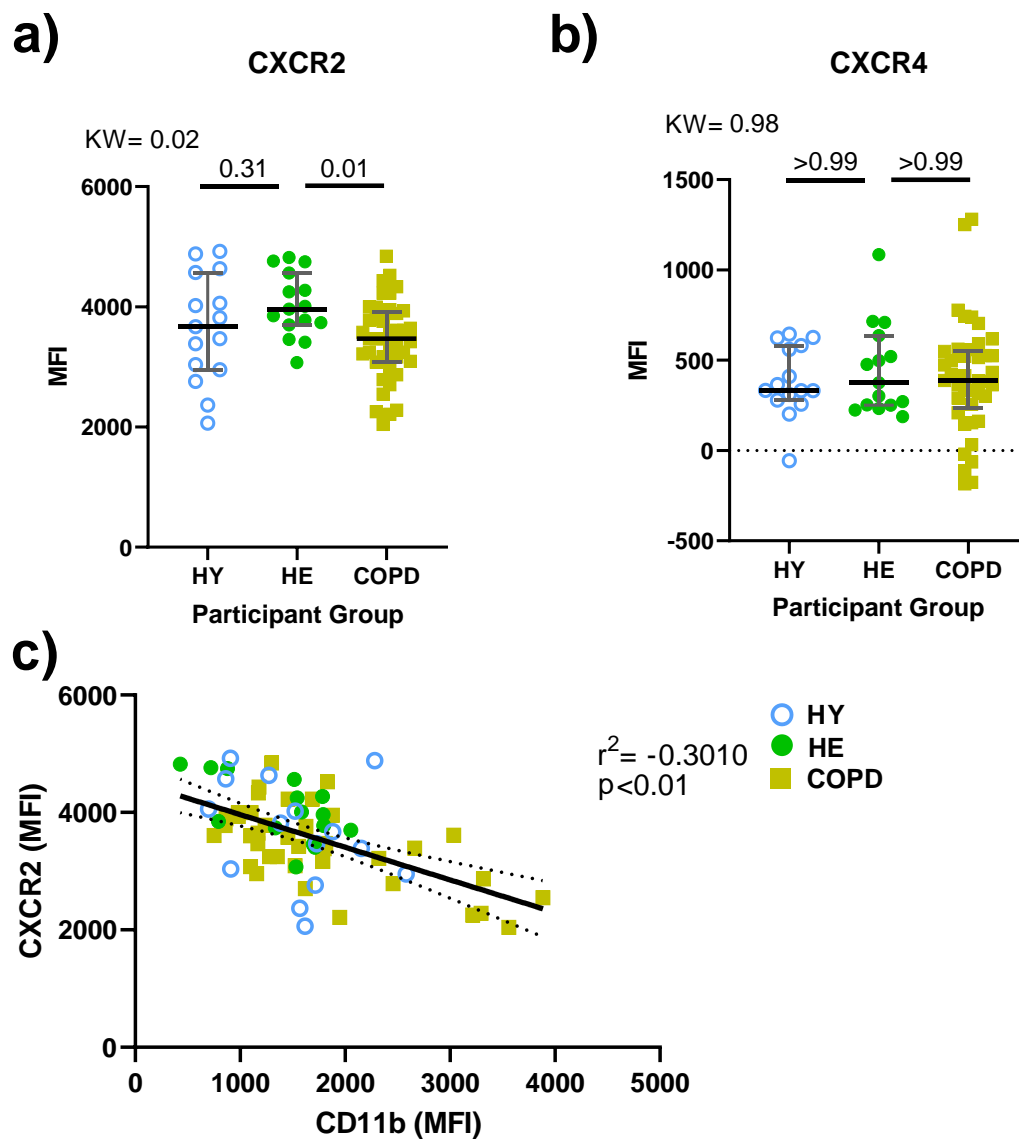 a)
CXCR2
KW= 0.02
0.31
0.01
6000
4000
2000
0
MFI
HY
HE
COPD
Participant Group
b)
CXCR4
KW= 0.98
>0.99
>0.99
1500
1000
500
0
-500
MFI
HY
HE
COPD
Participant Group
c)
6000
4000
2000
0
CXCR2 (MFI)
0
1000
2000
3000
4000
5000
CD11b (MFI)
r²= -0.3010
p<0.01
HY
HE
COPD